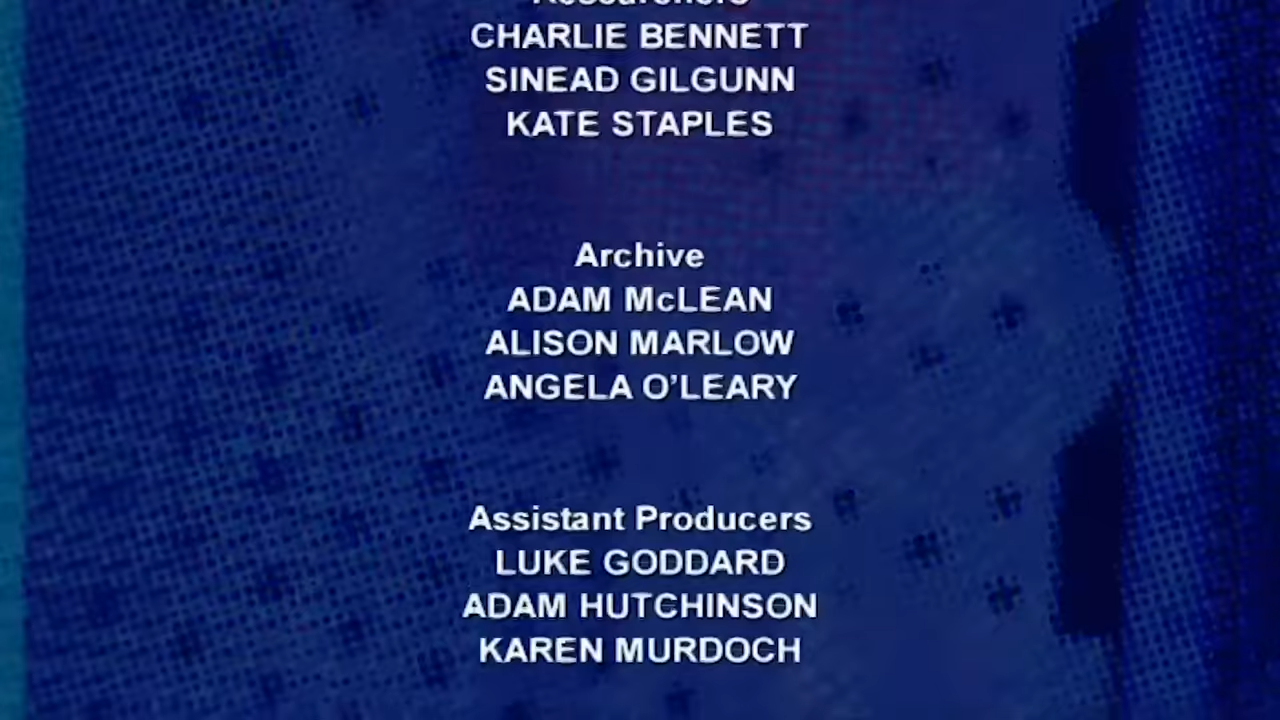 Researchers
CHARLIE BENNETT
SINEAD GILGUNN
KATE STAPLES
Archive
ADAM McLEAN
ALISON MARLOW
ANGELA O'LEARY
Assistant Producers
LUKE GODDARD
ADAM HUTCHINSON
KAREN MURDOCH